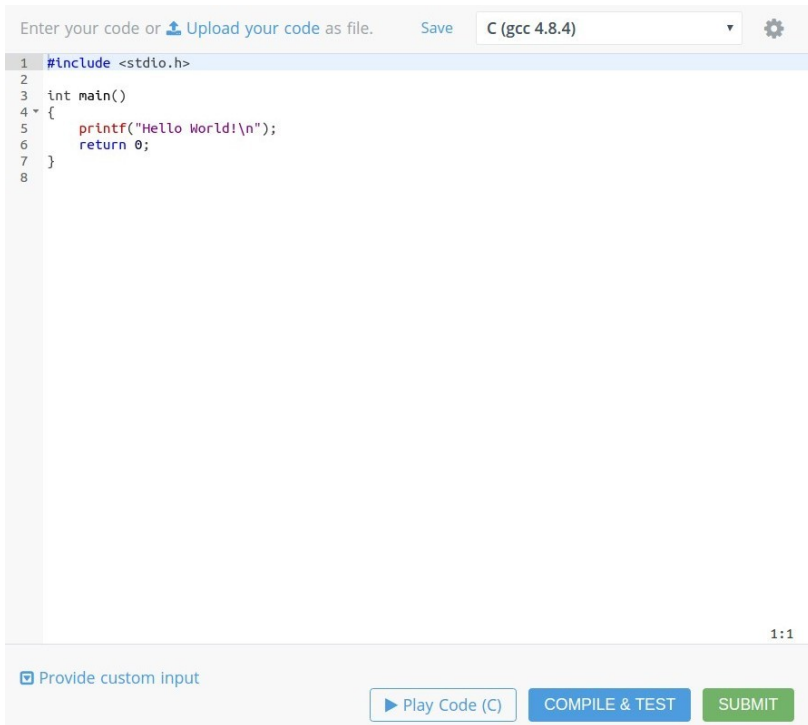 Enter your code or Upload your code as file. Save C (gcc 4.8.4)
1 #include <stdio.h>
2
3 int main()
4 {
5     printf("Hello World!\n");
6     return 0;
7 }
8
1:1
Provide custom input
Play Code (C) COMPILE & TEST SUBMIT